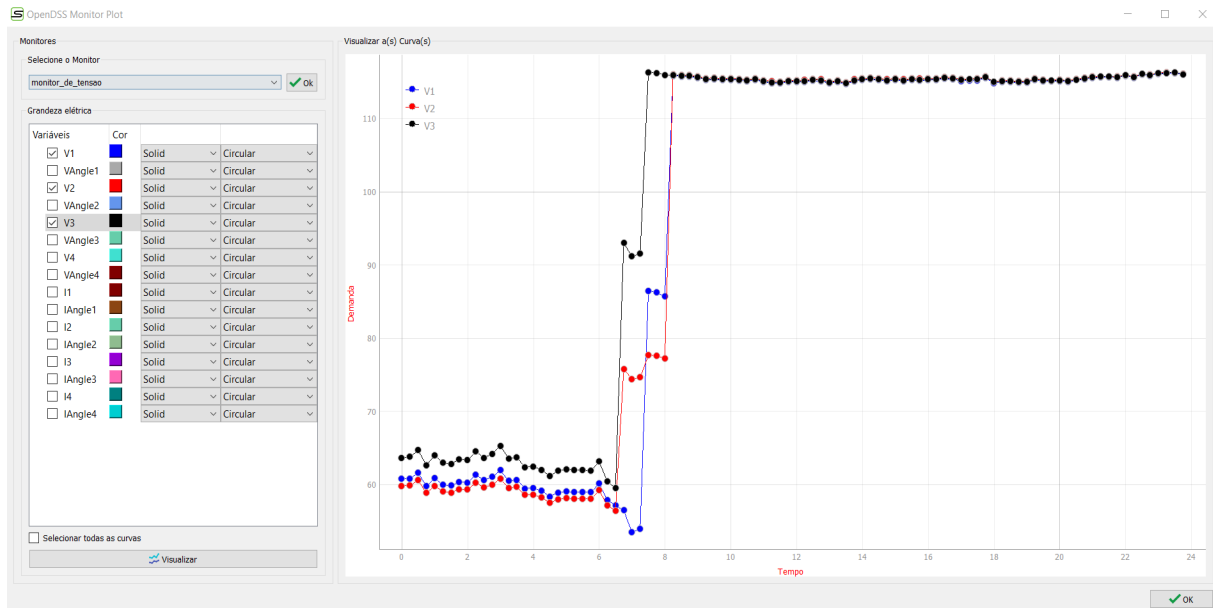 OpenDSS Monitor Plot
Monitores
Selecione o Monitor
monitor_de_tensao
Ok
Grandeza elétrica
Variáveis Cor
V1 Solid Circular
VAngle1 Solid Circular
V2 Solid Circular
VAngle2 Solid Circular
V3 Solid Circular
VAngle3 Solid Circular
V4 Solid Circular
VAngle4 Solid Circular
I1 Solid Circular
IAngle1 Solid Circular
I2 Solid Circular
IAngle2 Solid Circular
I3 Solid Circular
IAngle3 Solid Circular
I4 Solid Circular
IAngle4 Solid Circular
Selecionar todas as curvas
Visualizar
Visualizar a(s) Curva(s)
V1
V2
V3
110
100
90
80
70
60
Demanda
0 2 4 6 8 10 12 14 16 18 20 22 24
Tempo
OK